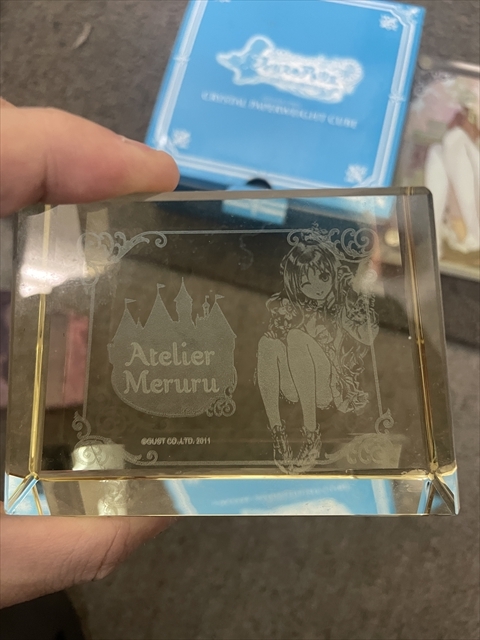 CRYSTAL PAPERWEIGHT CUBE
Atelier
Meruru
©GUST CO.,LTD. 2011